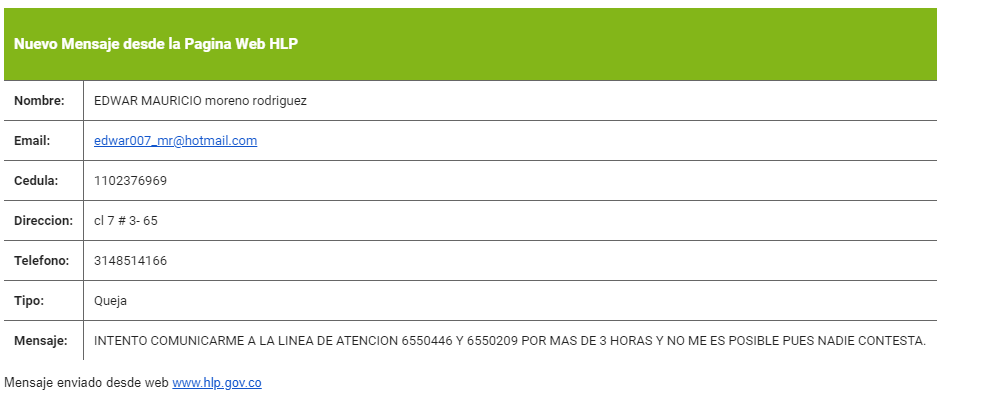 Nuevo Mensaje desde la Pagina Web HLP
Nombre: EDWAR MAURICIO moreno rodriguez
Email: edwar007_mr@hotmail.com
Cedula: 1102376969
Direccion: cl 7 # 3- 65
Telefono: 3148514166
Tipo: Queja
Mensaje: INTENTO COMUNICARME A LA LINEA DE ATENCION 6550446 Y 6550209 POR MAS DE 3 HORAS Y NO ME ES POSIBLE PUES NADIE CONTESTA.
Mensaje enviado desde web www.hlp.gov.co